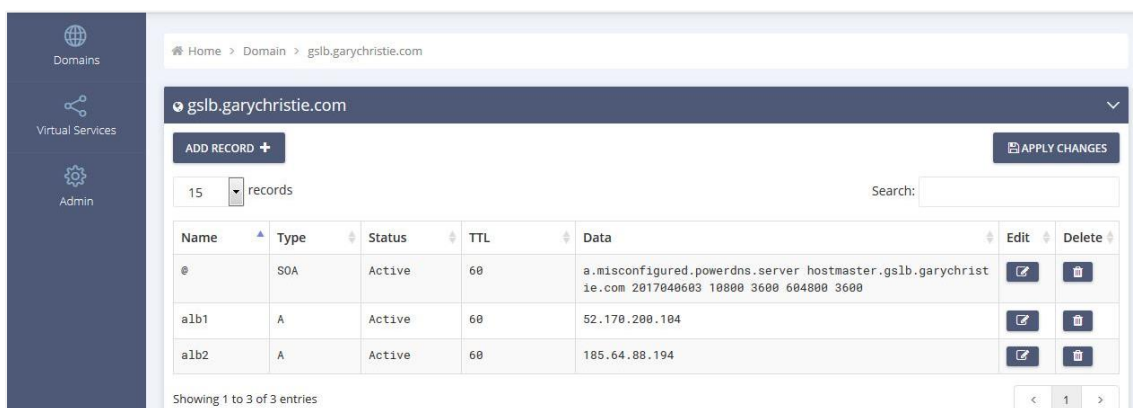 Domains
Virtual Services
Admin
Home > Domain > gslb.garychristie.com
gslb.garychristie.com
ADD RECORD
APPLY CHANGES
15 records
Search:
Name Type Status TTL Data Edit Delete
@ SOA Active 60 a.misconfigured.powerdns.server hostmaster.gslb.garychrist
ie.com 2017040603 10800 3600 604800 3600
alb1 A Active 60 52.170.200.104
alb2 A Active 60 185.64.88.194
Showing 1 to 3 of 3 entries
< 1 >